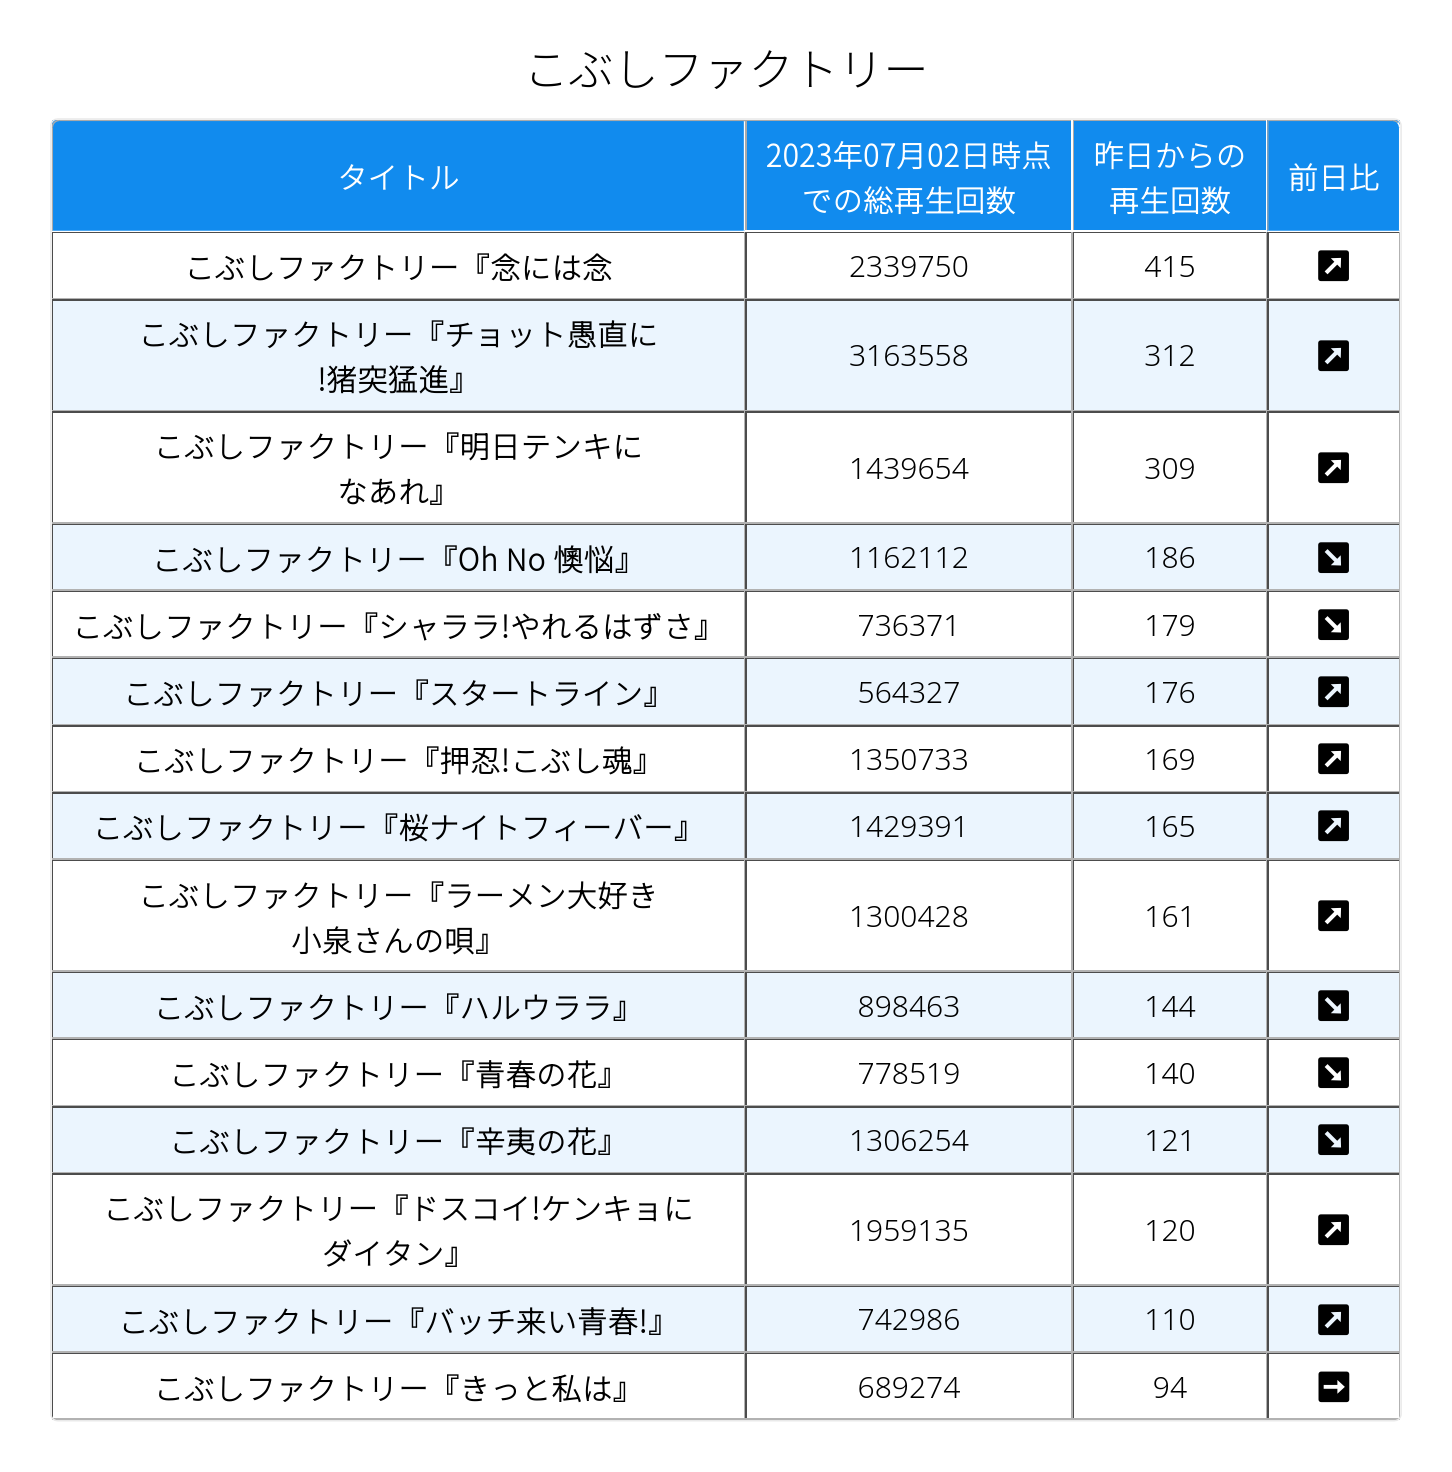 こぶしファクトリー
タイトル
2023年07月02日時点
での総再生回数
昨日からの
再生回数
前日比
こぶしファクトリー『念には念
2339750
415
こぶしファクトリー『チョット愚直に
!猪突猛進』
3163558
312
こぶしファクトリー『明日テンキに
なあれ』
1439654
309
こぶしファクトリー『Oh No 懊悩』
1162112
186
こぶしファクトリー『シャララ!やれるはずさ』
736371
179
こぶしファクトリー『スタートライン』
564327
176
こぶしファクトリー『押忍!こぶし魂』
1350733
169
こぶしファクトリー『桜ナイトフィーバー』
1429391
165
こぶしファクトリー『ラーメン大好き
小泉さんの唄』
1300428
161
こぶしファクトリー『ハルウララ』
898463
144
こぶしファクトリー『青春の花』
778519
140
こぶしファクトリー『辛夷の花』
1306254
121
こぶしファクトリー『ドスコイ!ケンキョに
ダイタン』
1959135
120
こぶしファクトリー『バッチ来い青春!』
742986
110
こぶしファクトリー『きっと私は』
689274
94